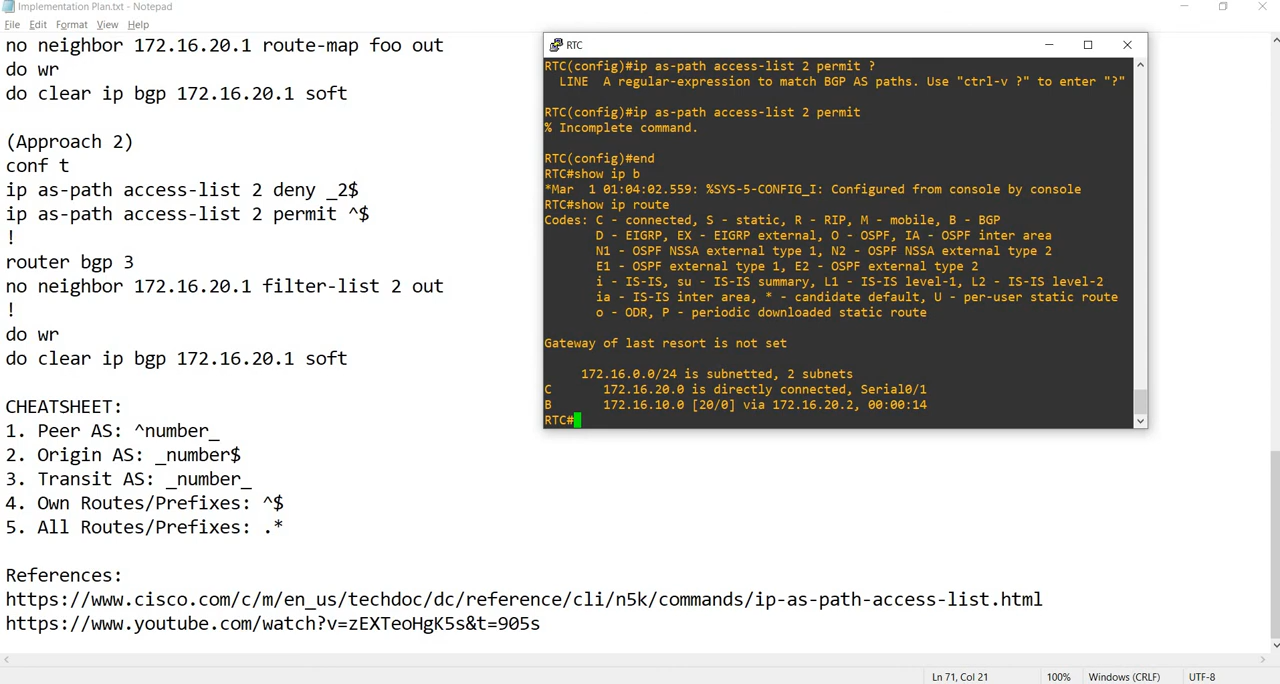 Implementation Plan.txt - Notepad
File Edit Format View Help
no neighbor 172.16.20.1 route-map foo out
do wr
do clear ip bgp 172.16.20.1 soft
(Approach 2)
conf t
ip as-path access-list 2 deny _2$
ip as-path access-list 2 permit ^$
!
router bgp 3
no neighbor 172.16.20.1 filter-list 2 out
!
do wr
do clear ip bgp 172.16.20.1 soft
CHEATSHEET:
1. Peer AS: ^number_
2. Origin AS: _number$
3. Transit AS: _number_
4. Own Routes/Prefixes: ^$
5. All Routes/Prefixes: .*
References:
https://www.cisco.com/c/m/en_us/techdoc/dc/reference/cli/n5k/commands/ip-as-path-access-list.html
https://www.youtube.com/watch?v=zEXTeoHgK5s&t=905s
RTC
RTC(config)#ip as-path access-list 2 permit ?
LINE A regular-expression to match BGP AS paths. Use "ctrl-v ?" to enter "?"
RTC(config)#ip as-path access-list 2 permit
% Incomplete command.
RTC(config)#end
RTC#show ip b
*Mar 1 01:04:02.559: %SYS-5-CONFIG_I: Configured from console by console
RTC#show ip route
Codes: C - connected, S - static, R - RIP, M - mobile, B - BGP
D - EIGRP, EX - EIGRP external, O - OSPF, IA - OSPF inter area
N1 - OSPF NSSA external type 1, N2 - OSPF NSSA external type 2
E1 - OSPF external type 1, E2 - OSPF external type 2
i - IS-IS, su - IS-IS summary, L1 - IS-IS level-1, L2 - IS-IS level-2
ia - IS-IS inter area, * - candidate default, U - per-user static route
o - ODR, P - periodic downloaded static route
Gateway of last resort is not set
172.16.0.0/24 is subnetted, 2 subnets
C 172.16.20.0 is directly connected, Serial0/1
B 172.16.10.0 [20/0] via 172.16.20.2, 00:00:14
RTC#
Ln 71, Col 21 100% Windows (CRLF) UTF-8